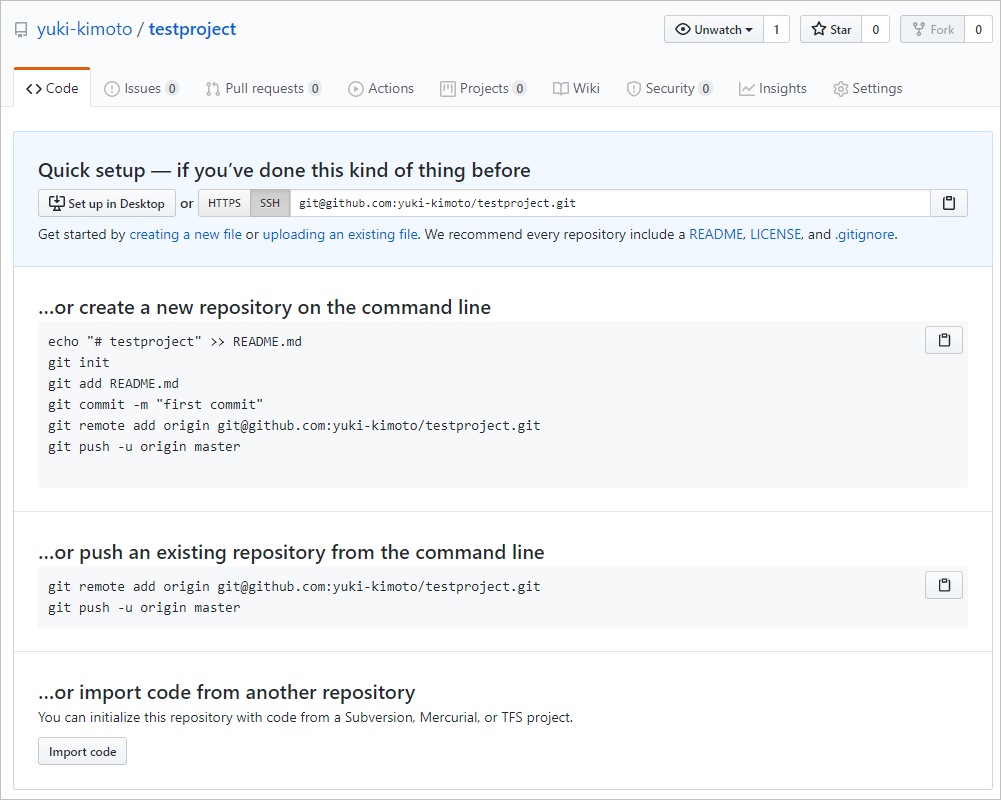 yuki-kimoto / testproject
Unwatch 1 Star 0 Fork 0
Code Issues 0 Pull requests 0 Actions Projects 0 Wiki Security 0 Insights Settings
Quick setup — if you’ve done this kind of thing before
Set up in Desktop or HTTPS SSH git@github.com:yuki-kimoto/testproject.git
Get started by creating a new file or uploading an existing file. We recommend every repository include a README, LICENSE, and .gitignore.
…or create a new repository on the command line
echo "# testproject" >> README.md
git init
git add README.md
git commit -m "first commit"
git remote add origin git@github.com:yuki-kimoto/testproject.git
git push -u origin master
…or push an existing repository from the command line
git remote add origin git@github.com:yuki-kimoto/testproject.git
git push -u origin master
…or import code from another repository
You can initialize this repository with code from a Subversion, Mercurial, or TFS project.
Import code